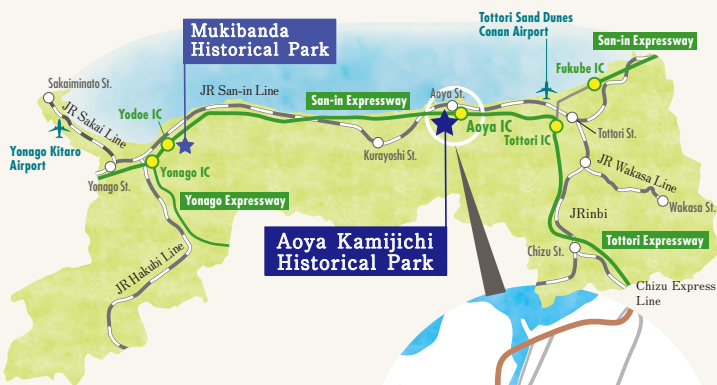 Mukibanda
Historical Park
Tottori Sand Dunes
Conan Airport
San-in Expressway
Fukube IC
Sakaiminato St.
JR San-in Line
San-in Expressway
Aoya St.
JR Sakai Line
Yodoe IC
Aoya IC
Tottori IC
Tottori St.
Yonago Kitaro
Airport
Kurayoshi St.
Yonago IC
Yonago St.
JR Wakasa Line
Yonago Expressway
Wakasa St.
JRinbi
Aoya Kamijichi
Historical Park
Tottori Expressway
Chizu St.
JR Hakubi Line
Chizu Express
Line